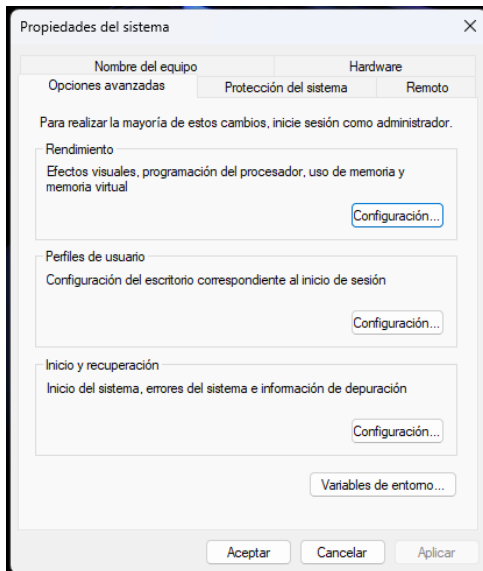 Propiedades del sistema
Nombre del equipo
Hardware
Opciones avanzadas
Protección del sistema
Remoto
Para realizar la mayoría de estos cambios, inicie sesión como administrador.
Rendimiento
Efectos visuales, programación del procesador, uso de memoria y
memoria virtual
Configuración...
Perfiles de usuario
Configuración del escritorio correspondiente al inicio de sesión
Configuración...
Inicio y recuperación
Inicio del sistema, errores del sistema e información de depuración
Configuración...
Variables de entorno...
Aceptar
Cancelar
Aplicar